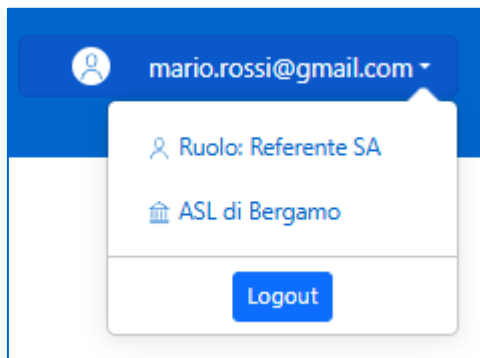 mario.rossi@gmail.com
Ruolo: Referente SA
ASL di Bergamo
Logout